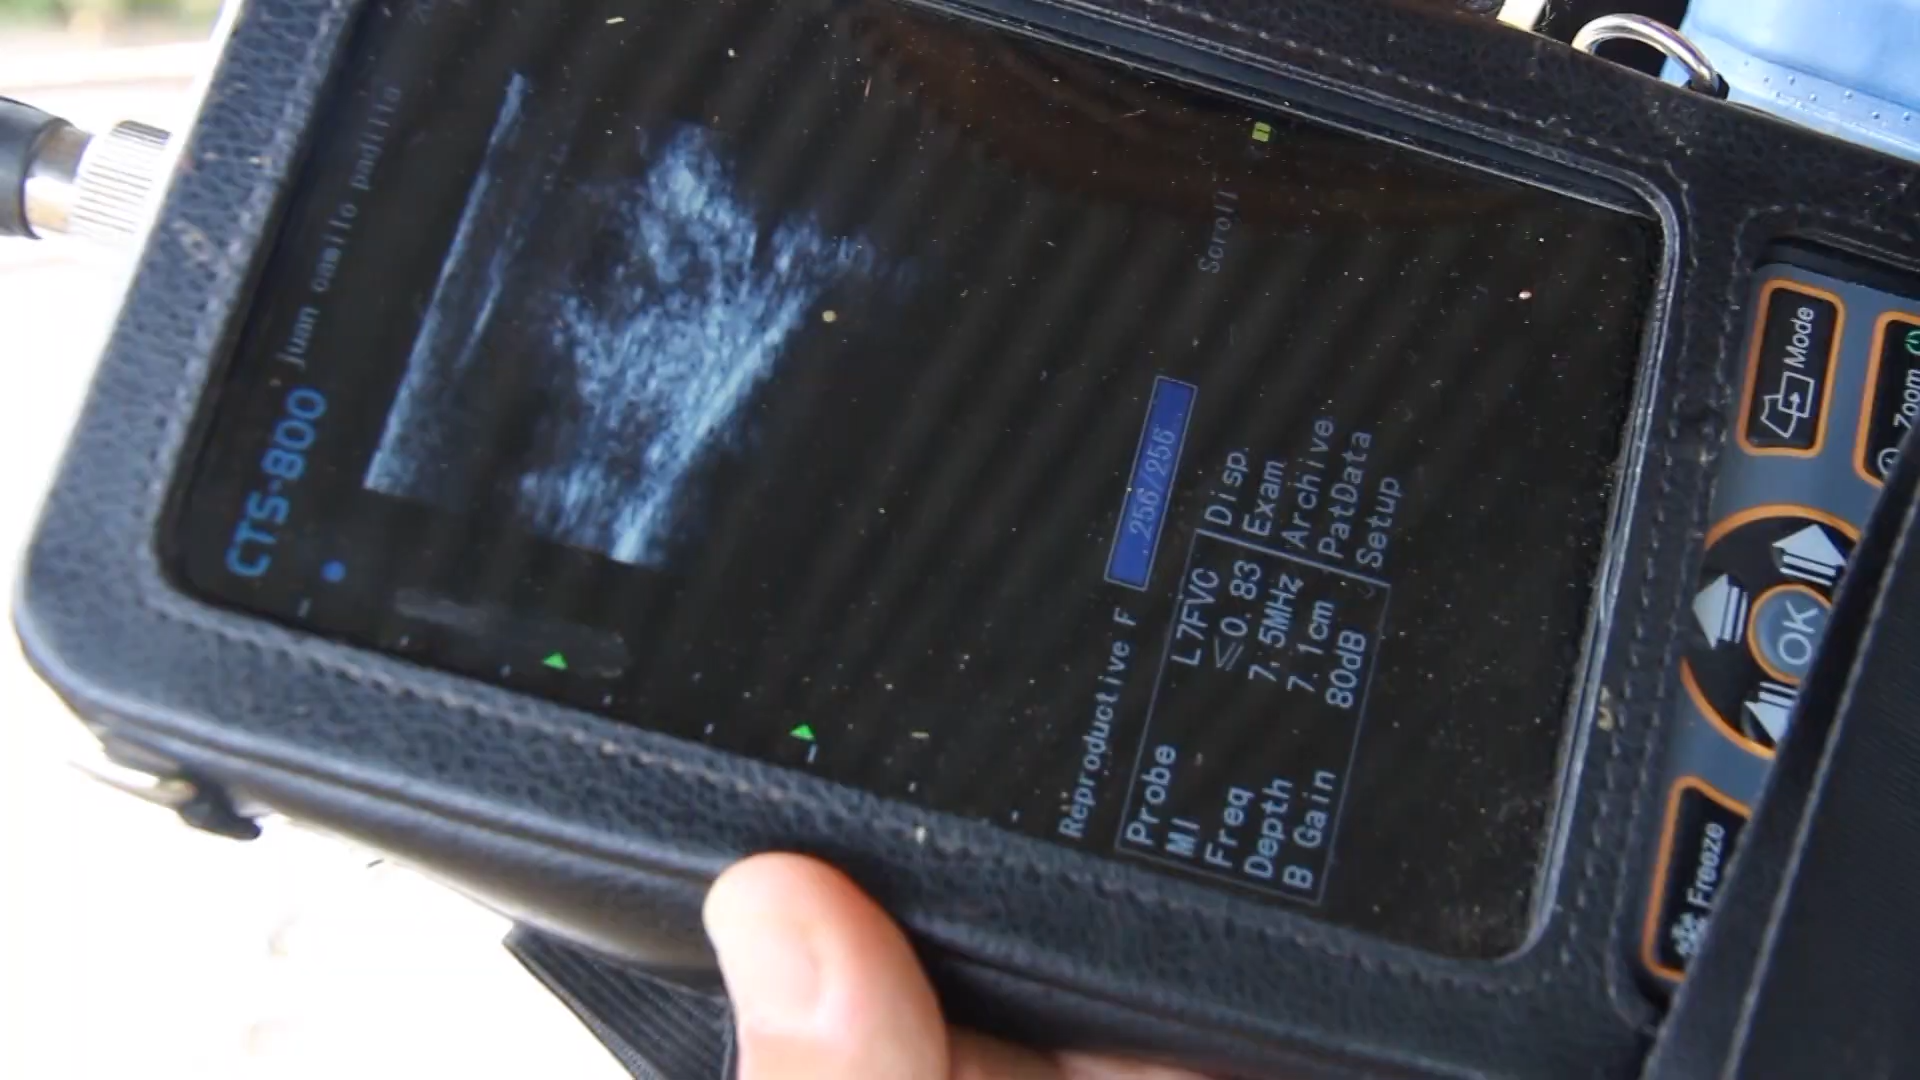 CTS-800
juan casilo padilla
Reproductive F
256/256
Scroll
Probe L7FVC
MI ≤0.83
Freq 7.5MHz
Depth 7.1cm
B Gain 80dB
Disp.
Exam
Archive
PatData
Setup
Mode
Zoom
OK
Freeze